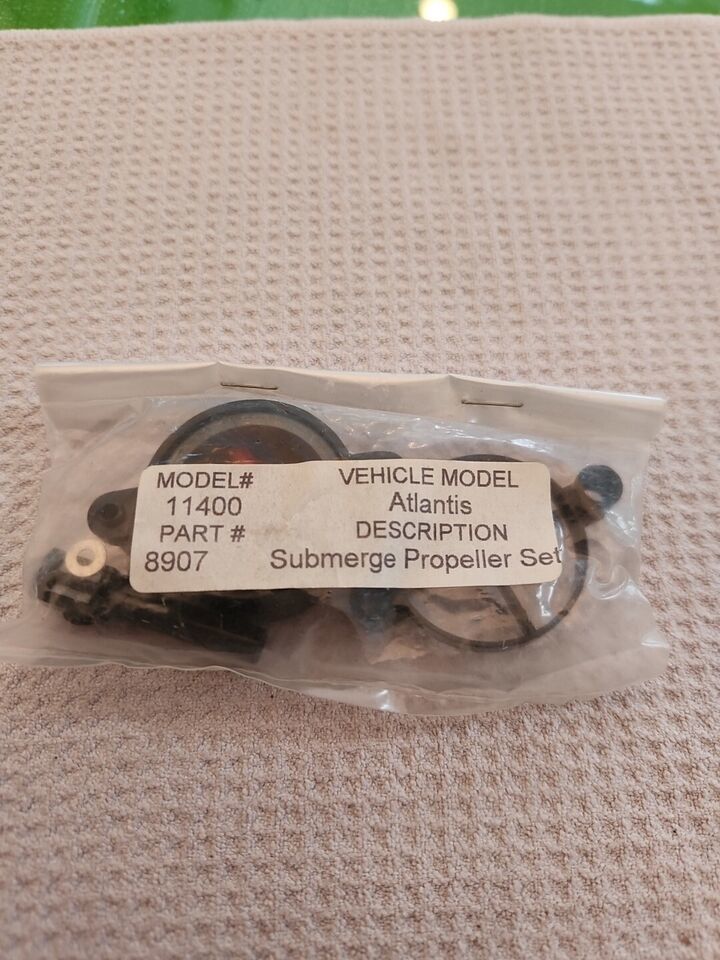 MODEL# VEHICLE MODEL
11400 Atlantis
PART # DESCRIPTION
8907 Submerge Propeller Set